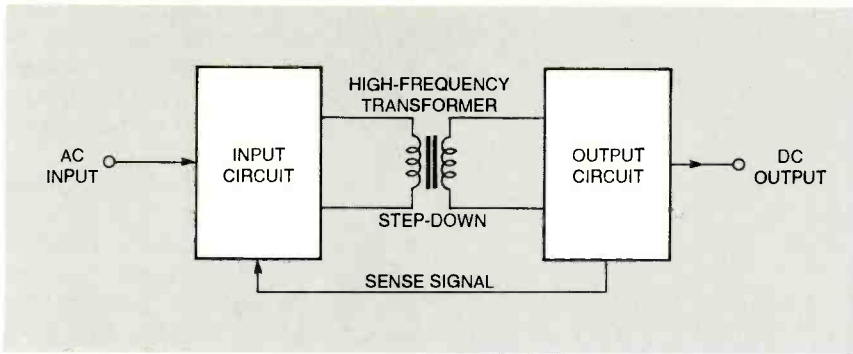 HIGH-FREQUENCY
TRANSFORMER
AC
INPUT
INPUT
CIRCUIT
OUTPUT
CIRCUIT
DC
OUTPUT
STEP-DOWN
SENSE SIGNAL